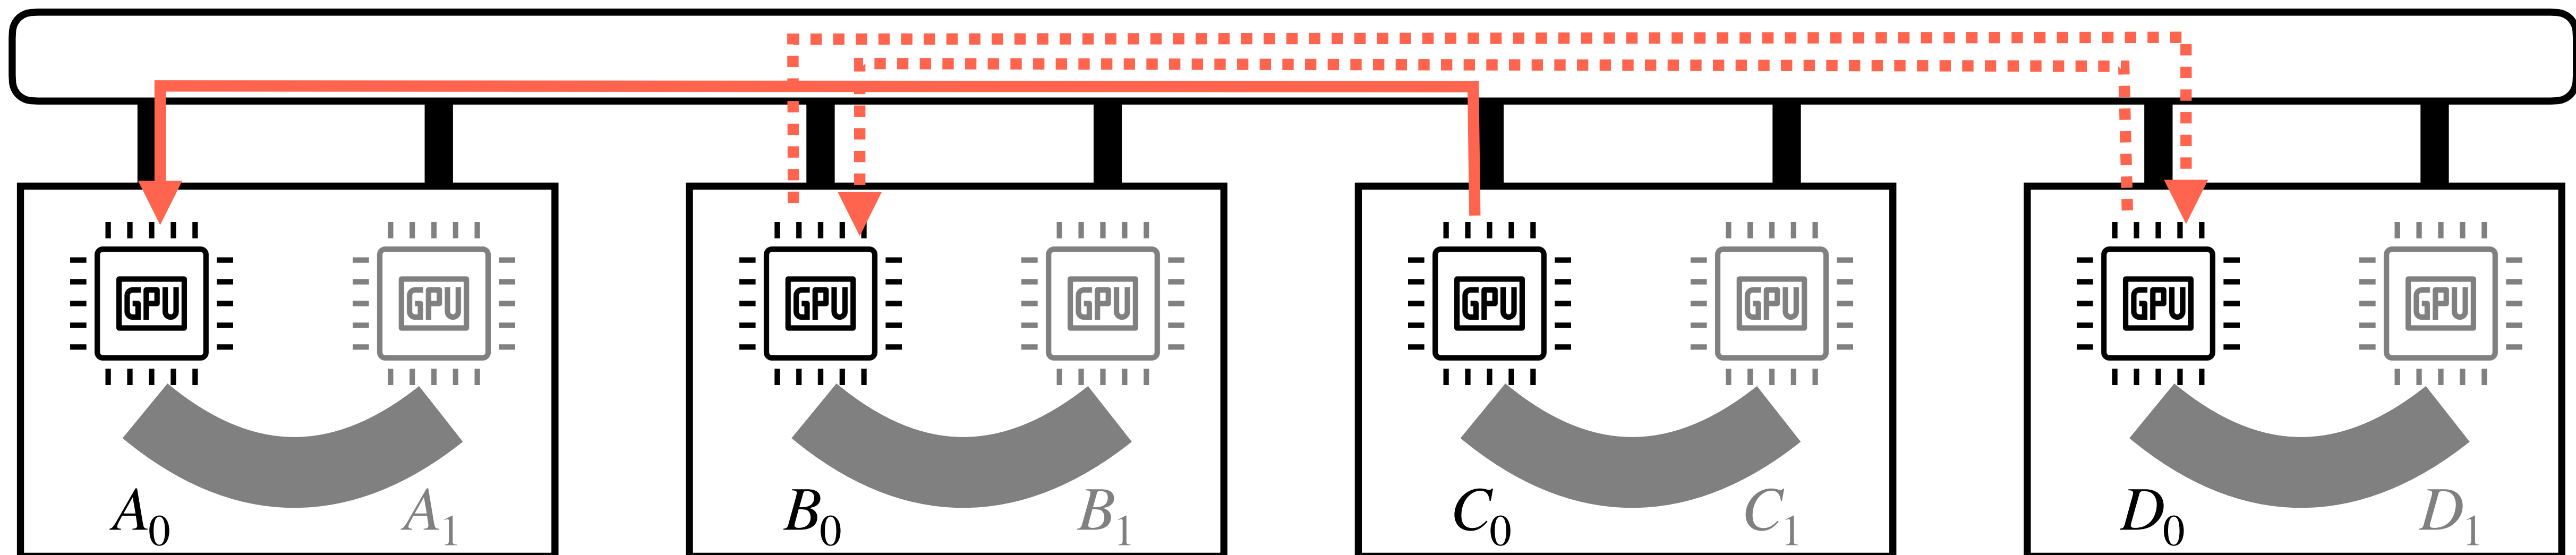 GPU GPU GPU GPU GPU GPU GPU GPU
A0 A1 B0 B1 C0 C1 D0 D1